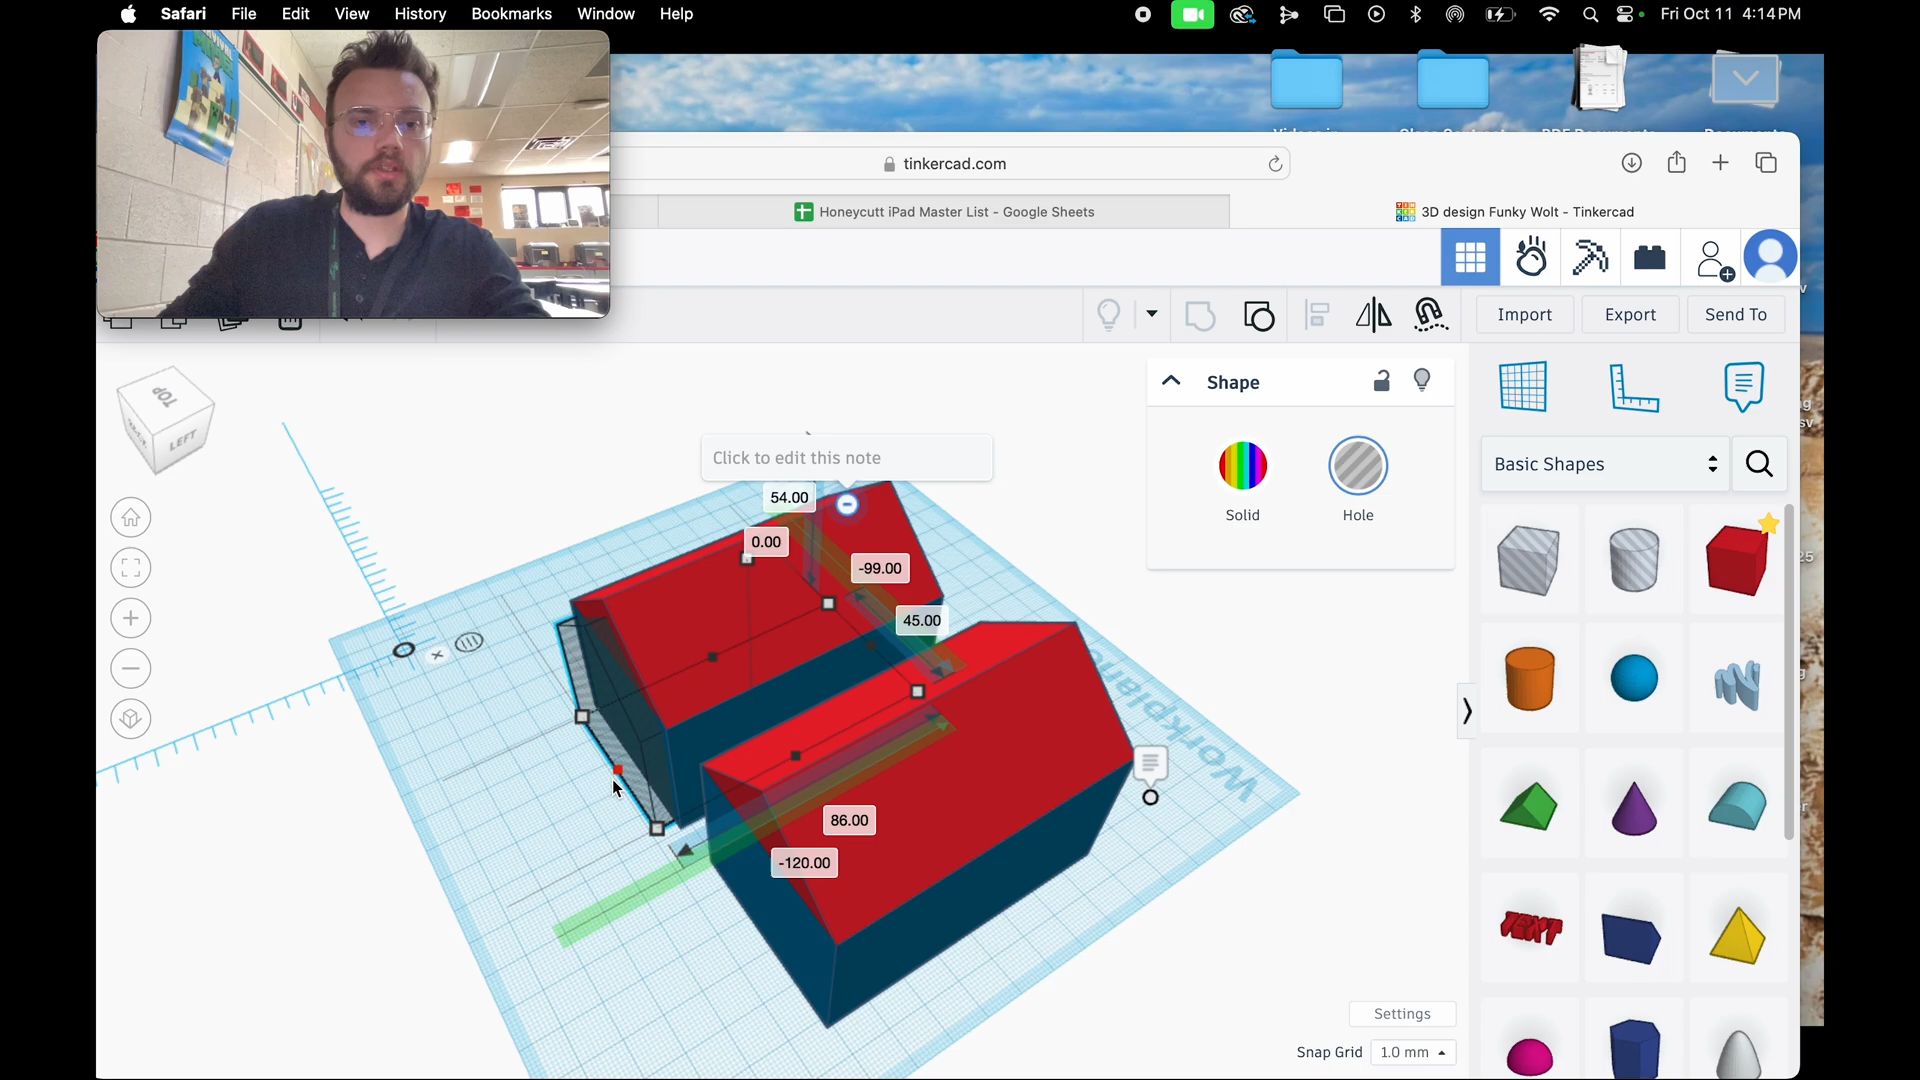 Safari File Edit View History Bookmarks Window Help Fri Oct 11 4:14 PM
tinkercad.com
Honeycutt iPad Master List - Google Sheets
3D design Funky Wolt - Tinkercad
Import Export Send To
TOP
LEFT
Shape
Solid
Hole
Click to edit this note
54.00
0.00
-99.00
45.00
86.00
-120.00
Workplane
Basic Shapes
TEXT
Settings
Snap Grid 1.0 mm